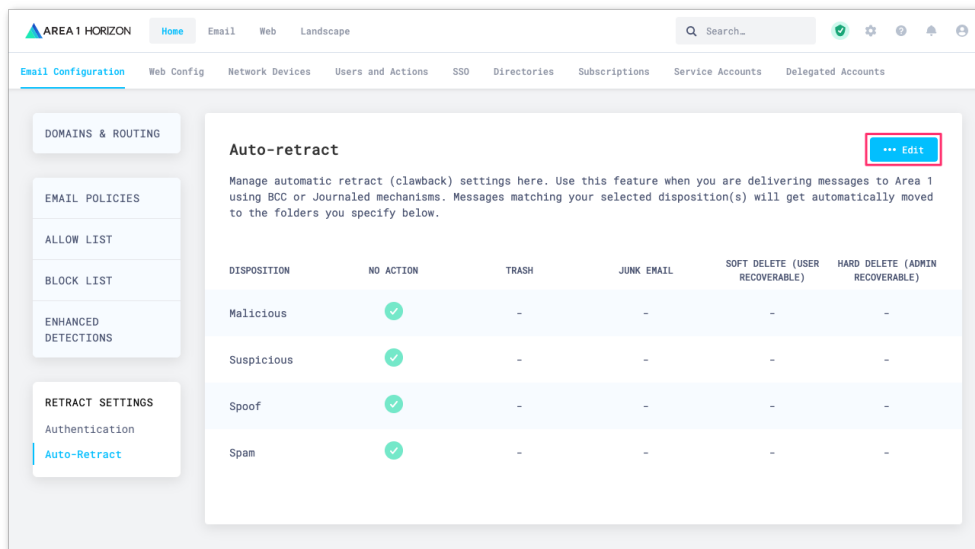 AREA 1 HORIZON
Home
Email
Web
Landscape
Search…
Email Configuration
Web Config
Network Devices
Users and Actions
SSO
Directories
Subscriptions
Service Accounts
Delegated Accounts
DOMAINS & ROUTING
EMAIL POLICIES
ALLOW LIST
BLOCK LIST
ENHANCED
DETECTIONS
RETRACT SETTINGS
Authentication
Auto-Retract
Auto-retract
••• Edit
Manage automatic retract (clawback) settings here. Use this feature when you are delivering messages to Area 1
using BCC or Journaled mechanisms. Messages matching your selected disposition(s) will get automatically moved
to the folders you specify below.
DISPOSITION
NO ACTION
TRASH
JUNK EMAIL
SOFT DELETE (USER
RECOVERABLE)
HARD DELETE (ADMIN
RECOVERABLE)
Malicious - - - -
Suspicious - - - -
Spoof - - - -
Spam - - - -